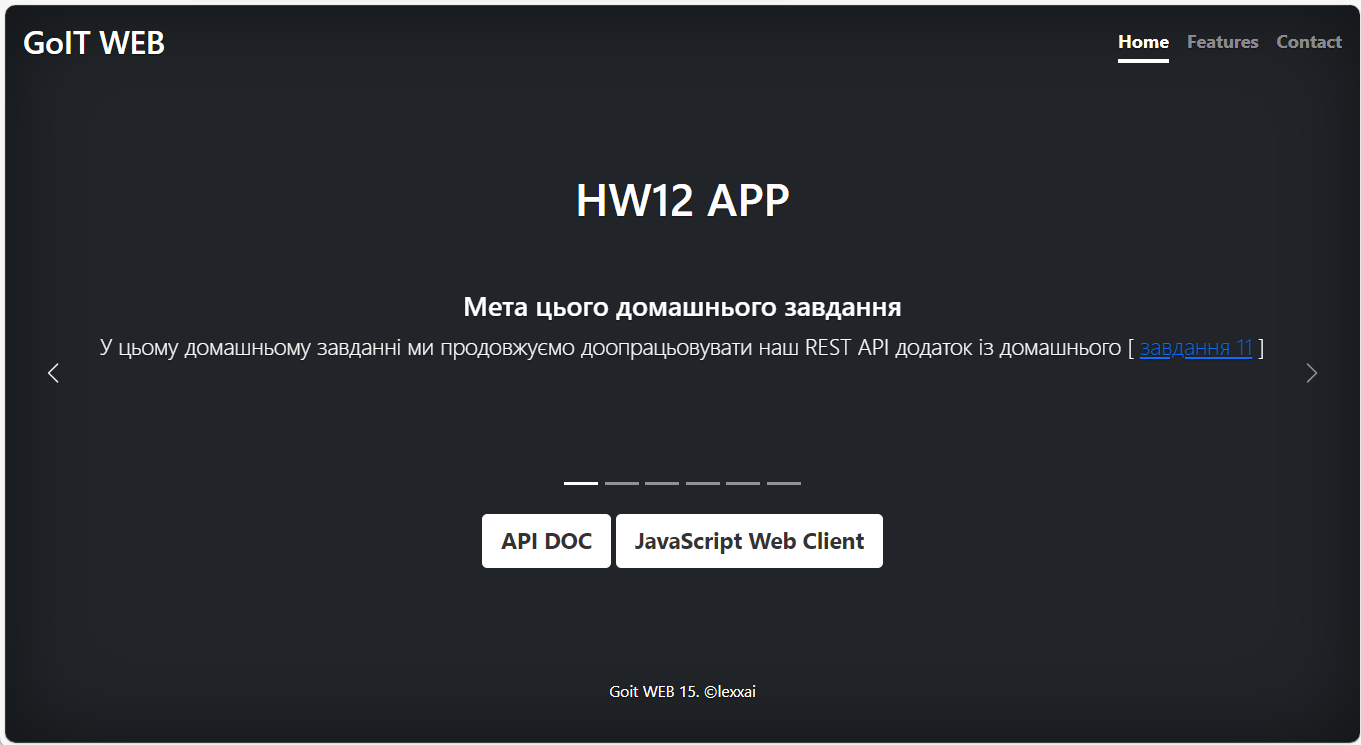 GoIT WEB
Home Features Contact
HW12 APP
Мета цього домашнього завдання
У цьому домашньому завданні ми продовжуємо доопрацьовувати наш REST API додаток із домашнього [ завдання 11 ]
API DOC JavaScript Web Client
Goit WEB 15. ©lexxai